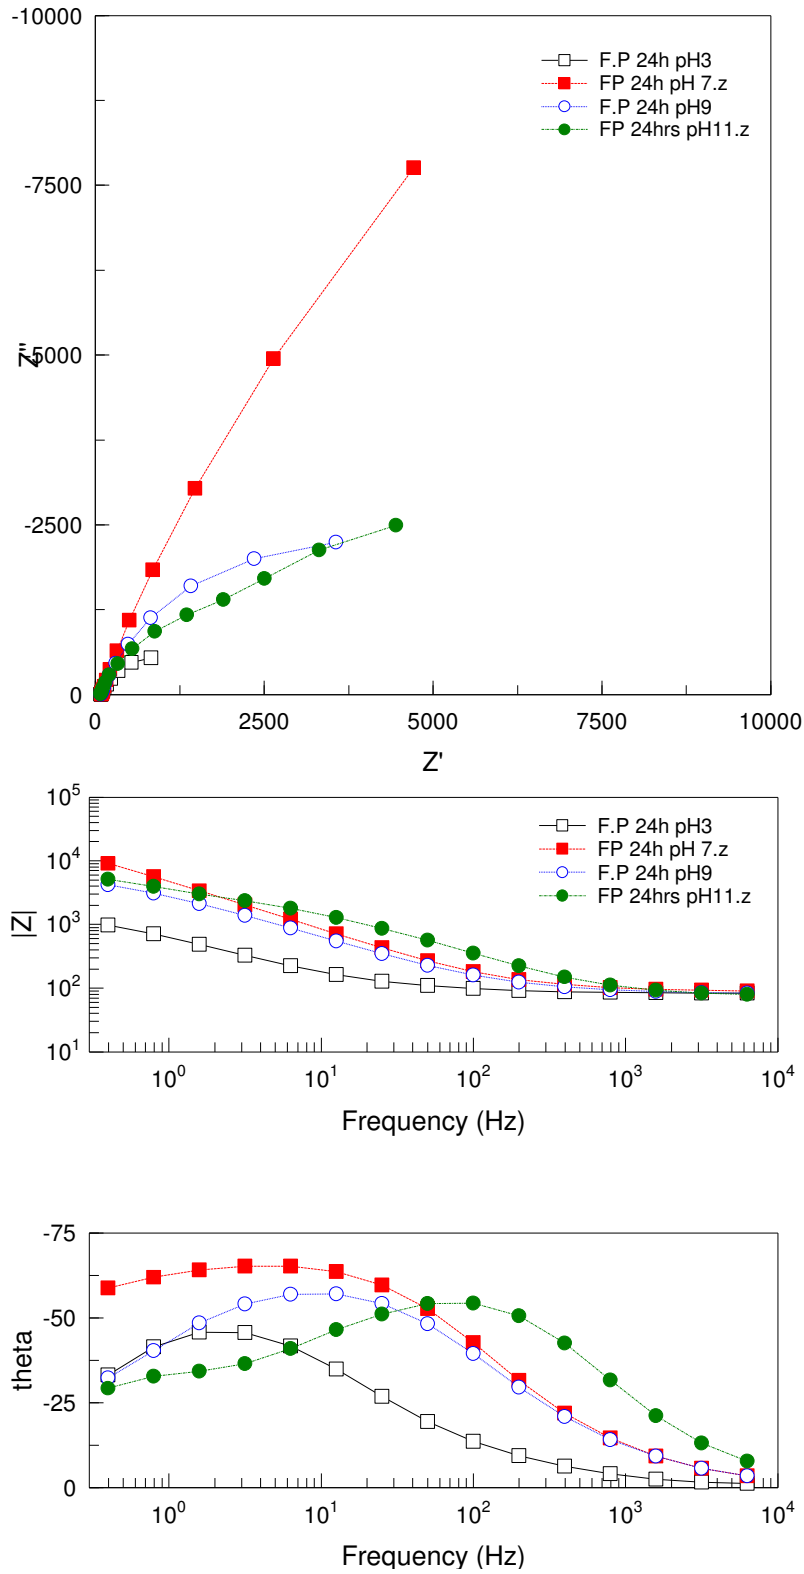 -10000
F.P 24h pH3
FP 24h pH 7.z
F.P 24h pH9
FP 24hrs pH11.z
-7500
-5000
Z''
-2500
0
0 2500 5000 7500 10000
Z'
10^5
F.P 24h pH3
FP 24h pH 7.z
F.P 24h pH9
FP 24hrs pH11.z
10^4
|Z|
10^3
10^2
10^1
10^0 10^1 10^2 10^3 10^4
Frequency (Hz)
-75
-50
theta
-25
0
10^0 10^1 10^2 10^3 10^4
Frequency (Hz)